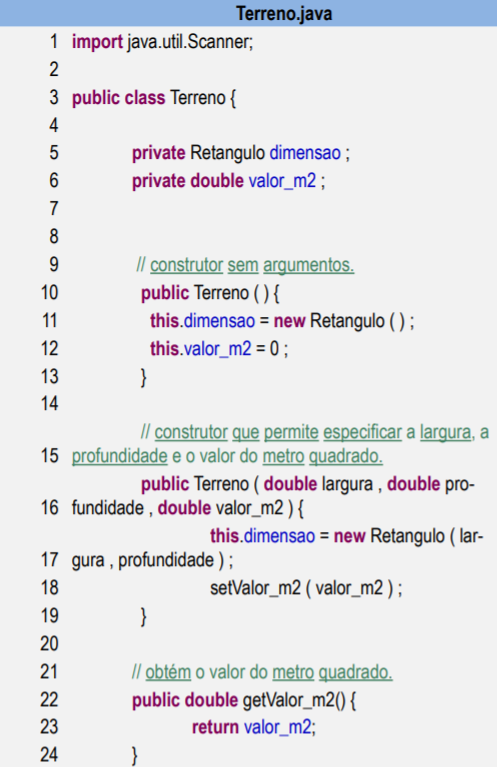 Terreno.java
1 import java.util.Scanner;
2
3 public class Terreno {
4
5 private Retangulo dimensao ;
6 private double valor_m2 ;
7
8
9 // construtor sem argumentos.
10 public Terreno ( ) {
11 this.dimensao = new Retangulo ( ) ;
12 this.valor_m2 = 0 ;
13 }
14
// construtor que permite especificar a largura, a
15 profundidade e o valor do metro quadrado.
public Terreno ( double largura , double pro-
16 fundidade , double valor_m2 ) {
this.dimensao = new Retangulo ( lar-
17 gura , profundidade ) ;
18 setValor_m2 ( valor_m2 ) ;
19 }
20
21 // obtém o valor do metro quadrado.
22 public double getValor_m2() {
23 return valor_m2;
24 }